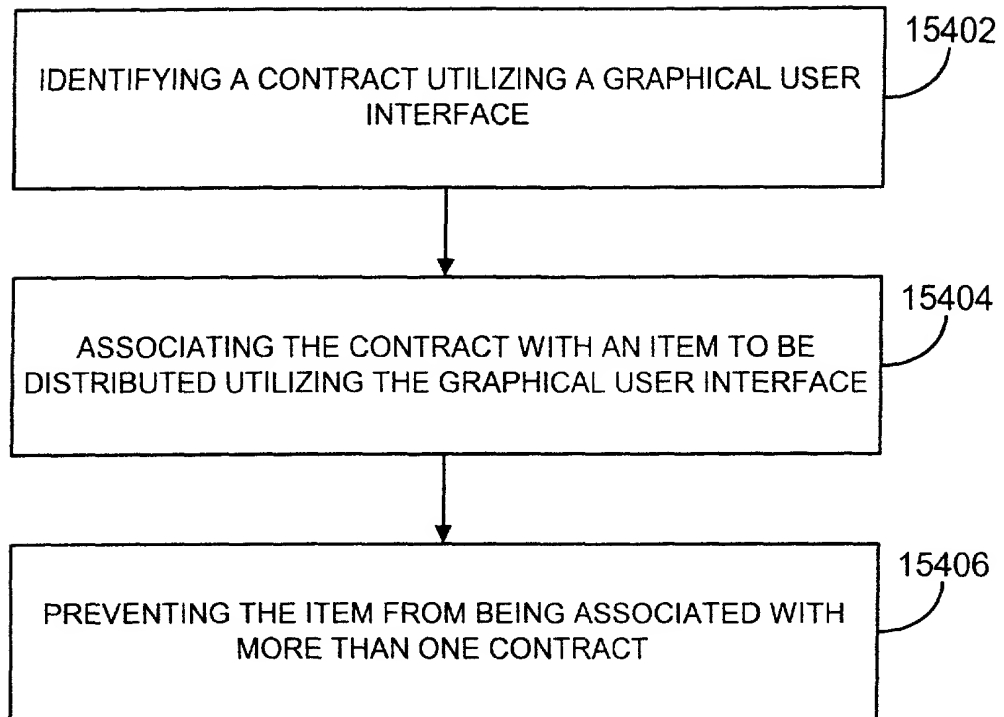 15402
IDENTIFYING A CONTRACT UTILIZING A GRAPHICAL USER
INTERFACE
15404
ASSOCIATING THE CONTRACT WITH AN ITEM TO BE
DISTRIBUTED UTILIZING THE GRAPHICAL USER INTERFACE
15406
PREVENTING THE ITEM FROM BEING ASSOCIATED WITH
MORE THAN ONE CONTRACT